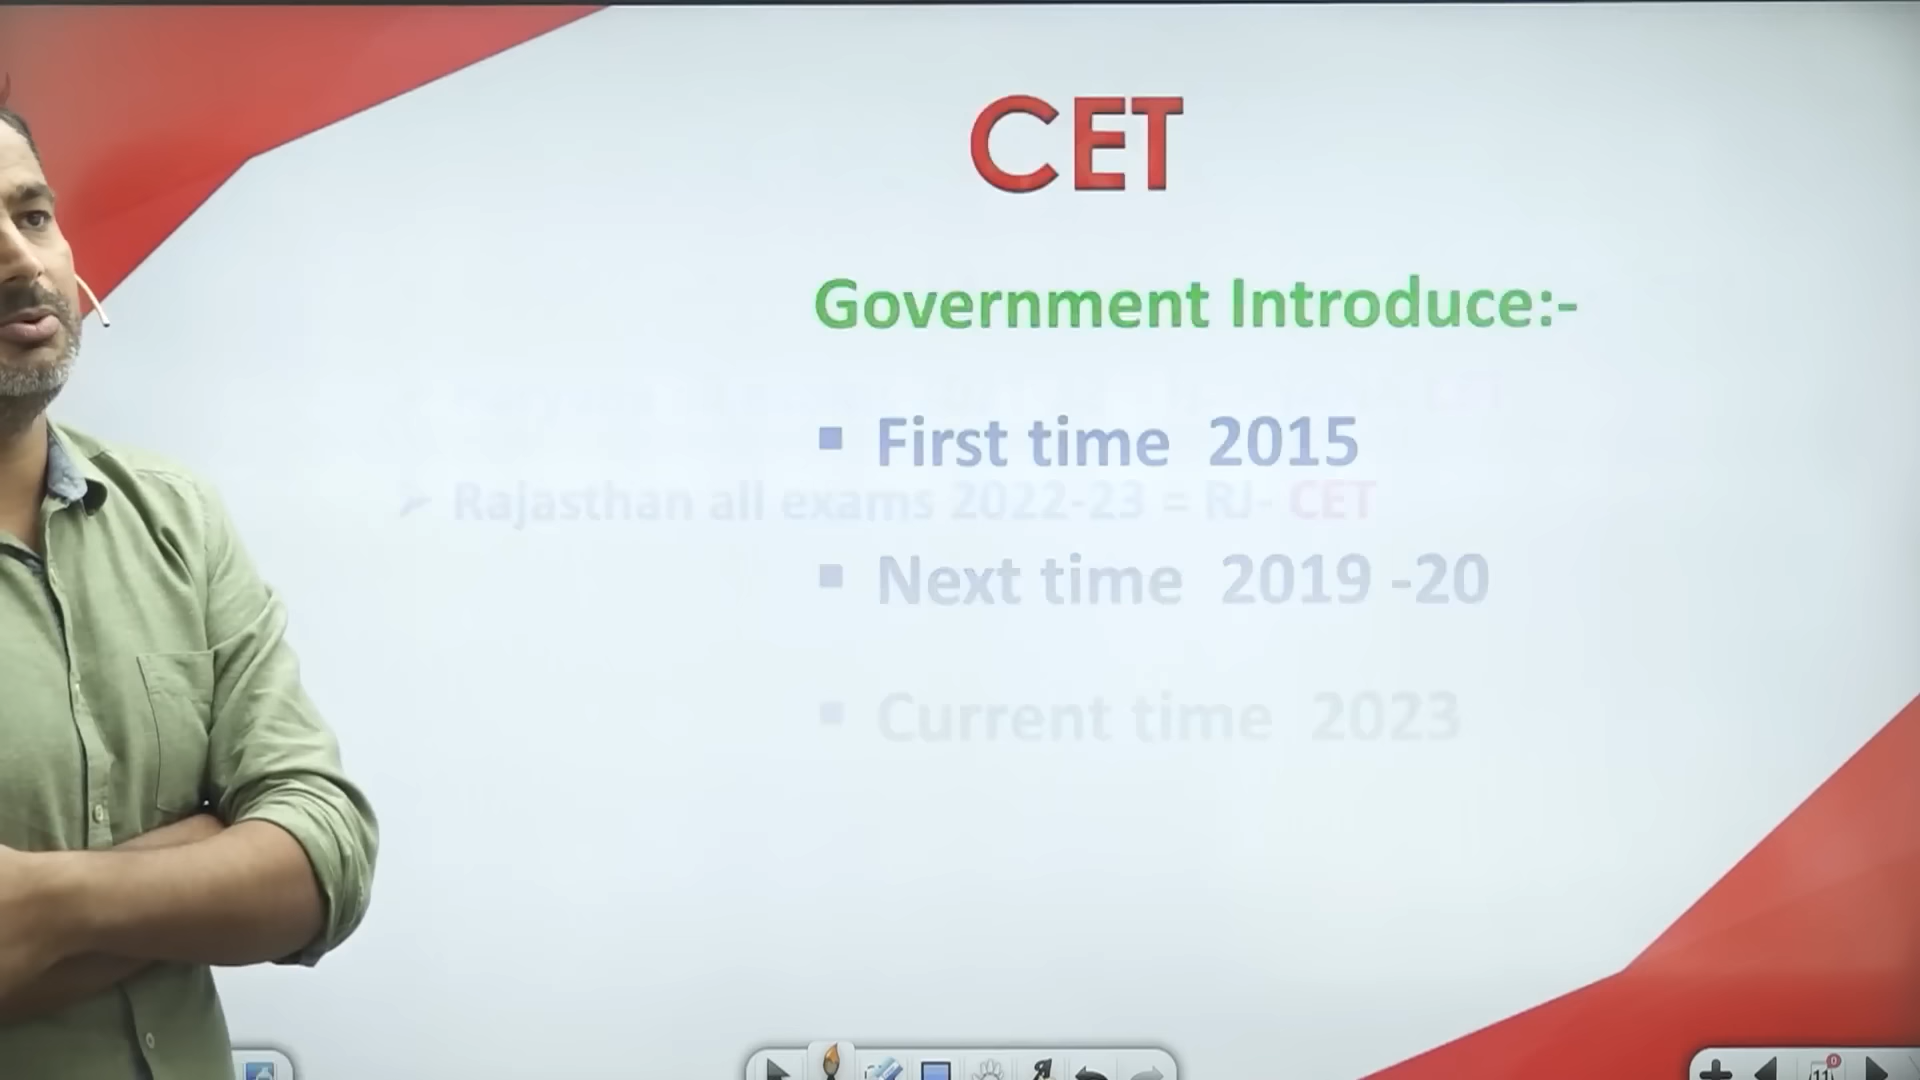 CET
Government Introduce:-
▪ First time 2015
➤ Rajasthan all exams 2022-23 = RJ- CET
▪ Next time 2019 -20
▪ Current time 2023
11